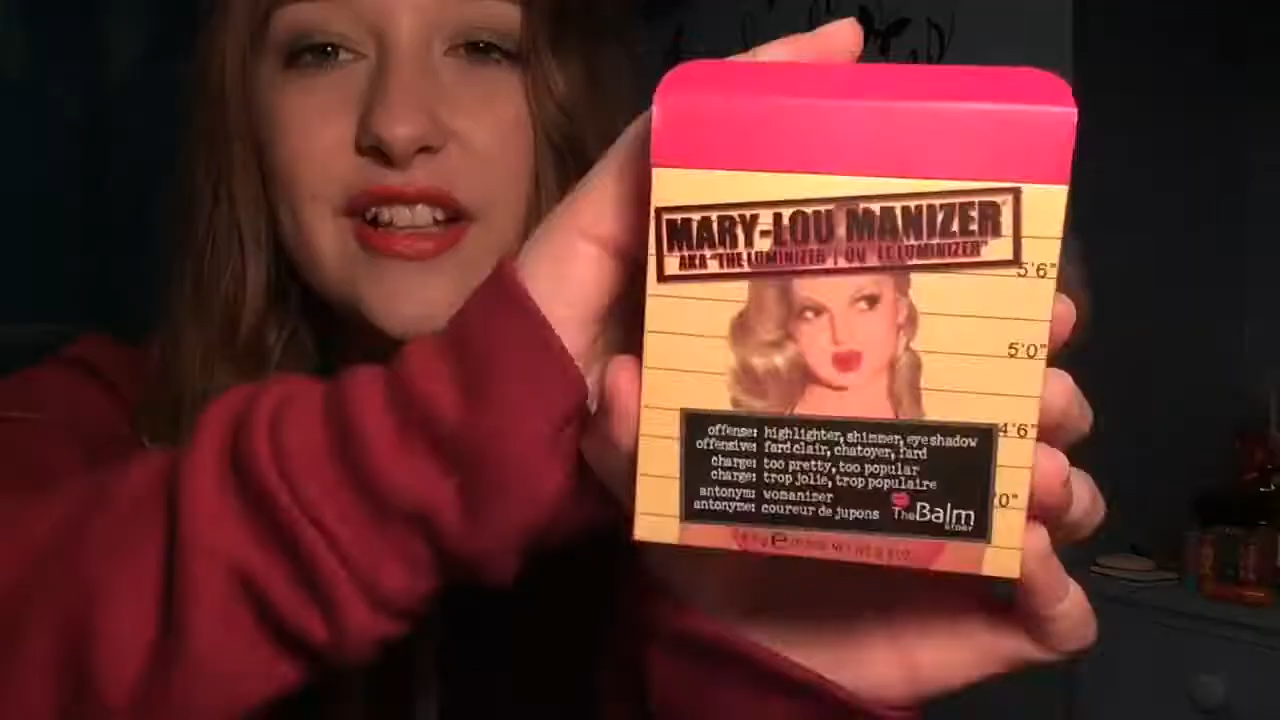 MARY-LOU MANIZER
AKA "THE LUMINIZER | OU "LE LUMINIZER"
5'6"
5'0"
4'6"
0"
offense: highlighter, shimmer, eyeshadow
offensive: fard clair, chatoyer, fard
charge: too pretty, too popular
charge: trop jolie, trop populaire
antonym: womanizer
antonyme: coureur de jupons
TheBalm